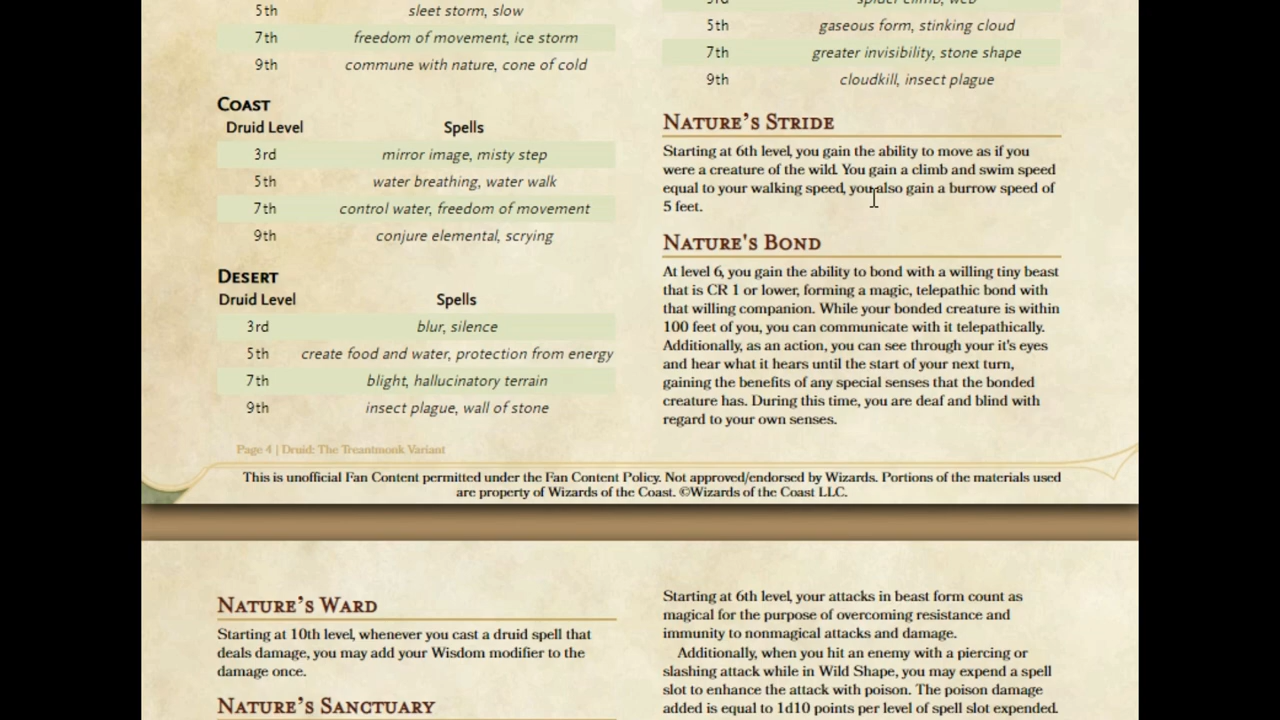 5th sleet storm, slow
7th freedom of movement, ice storm
9th commune with nature, cone of cold
COAST
Druid Level Spells
3rd mirror image, misty step
5th water breathing, water walk
7th control water, freedom of movement
9th conjure elemental, scrying
DESERT
Druid Level Spells
3rd blur, silence
5th create food and water, protection from energy
7th blight, hallucinatory terrain
9th insect plague, wall of stone
3rd spider climb, web
5th gaseous form, stinking cloud
7th greater invisibility, stone shape
9th cloudkill, insect plague
NATURE'S STRIDE
Starting at 6th level, you gain the ability to move as if you
were a creature of the wild. You gain a climb and swim speed
equal to your walking speed, you also gain a burrow speed of
5 feet.
NATURE'S BOND
At level 6, you gain the ability to bond with a willing tiny beast
that is CR 1 or lower, forming a magic, telepathic bond with
that willing companion. While your bonded creature is within
100 feet of you, you can communicate with it telepathically.
Additionally, as an action, you can see through your it's eyes
and hear what it hears until the start of your next turn,
gaining the benefits of any special senses that the bonded
creature has. During this time, you are deaf and blind with
regard to your own senses.
Page 4 | Druid: The Treantmonk Variant
This is unofficial Fan Content permitted under the Fan Content Policy. Not approved/endorsed by Wizards. Portions of the materials used
are property of Wizards of the Coast. ©Wizards of the Coast LLC.
NATURE'S WARD
Starting at 10th level, whenever you cast a druid spell that
deals damage, you may add your Wisdom modifier to the
damage once.
NATURE'S SANCTUARY
Starting at 6th level, your attacks in beast form count as
magical for the purpose of overcoming resistance and
immunity to nonmagical attacks and damage.
Additionally, when you hit an enemy with a piercing or
slashing attack while in Wild Shape, you may expend a spell
slot to enhance the attack with poison. The poison damage
added is equal to 1d10 points per level of spell slot expended.